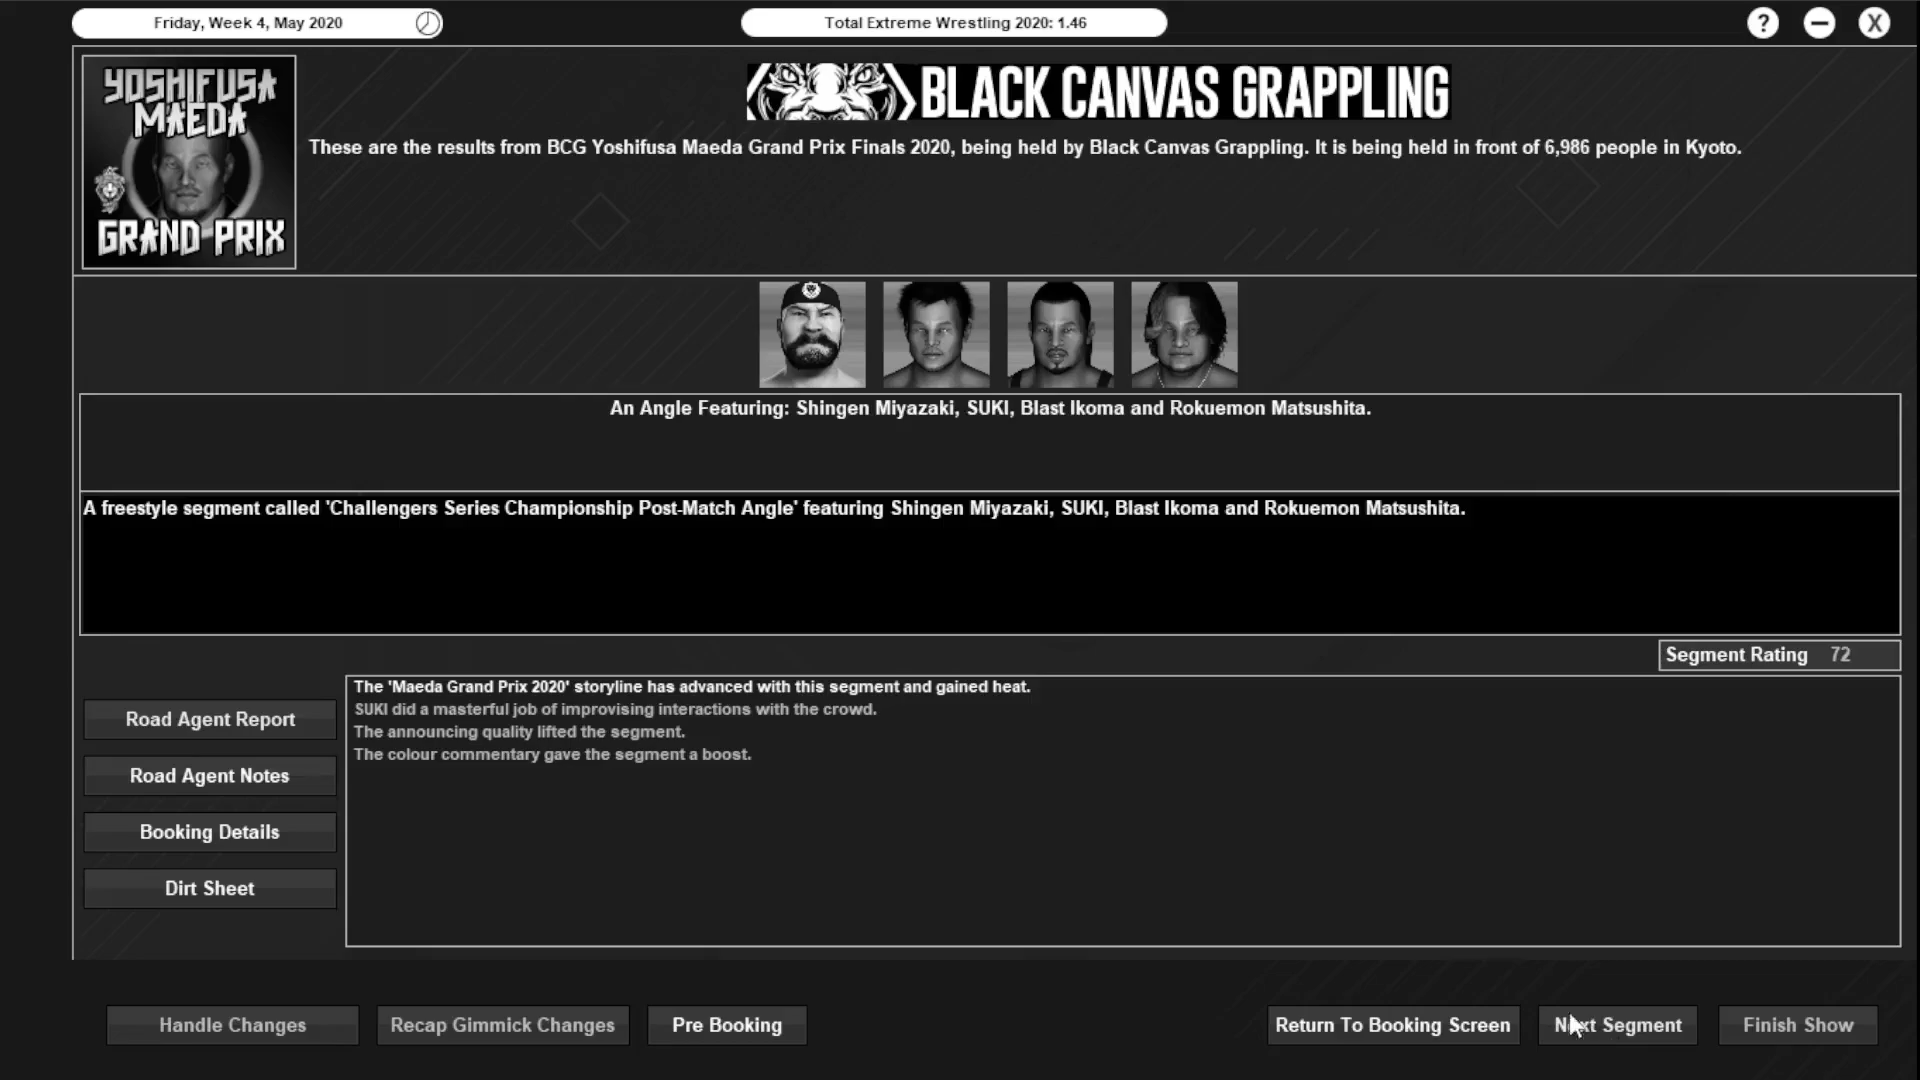 Friday, Week 4, May 2020
Total Extreme Wrestling 2020: 1.46
?
X
YOSHIFUSA
MAEDA
GRAND PRIX
BLACK CANVAS GRAPPLING
These are the results from BCG Yoshifusa Maeda Grand Prix Finals 2020, being held by Black Canvas Grappling. It is being held in front of 6,986 people in Kyoto.
An Angle Featuring: Shingen Miyazaki, SUKI, Blast Ikoma and Rokuemon Matsushita.
A freestyle segment called 'Challengers Series Championship Post-Match Angle' featuring Shingen Miyazaki, SUKI, Blast Ikoma and Rokuemon Matsushita.
Segment Rating 72
The 'Maeda Grand Prix 2020' storyline has advanced with this segment and gained heat.
SUKI did a masterful job of improvising interactions with the crowd.
The announcing quality lifted the segment.
The colour commentary gave the segment a boost.
Road Agent Report
Road Agent Notes
Booking Details
Dirt Sheet
Handle Changes
Recap Gimmick Changes
Pre Booking
Return To Booking Screen
Next Segment
Finish Show